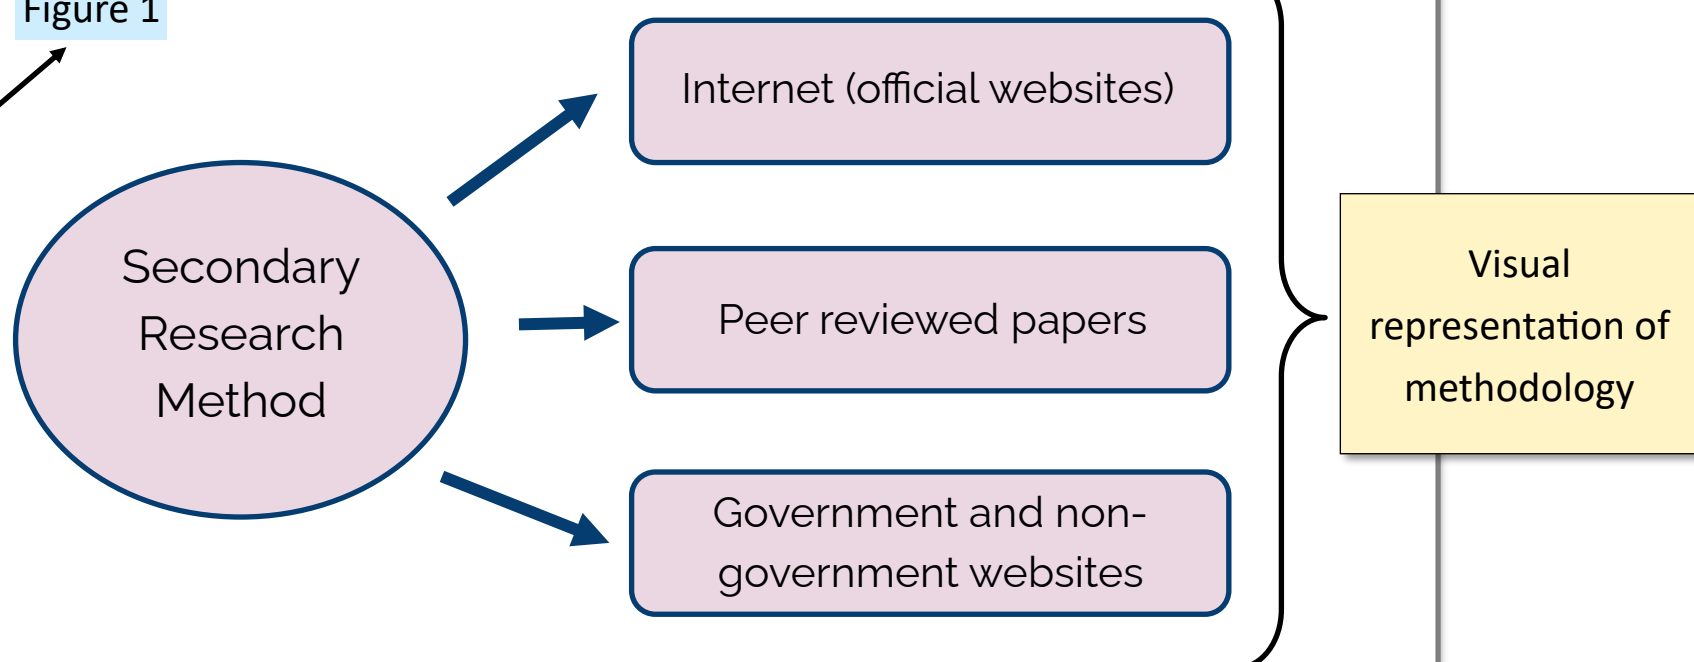 Figure 1
Internet (official websites)
Secondary
Research
Method
Peer reviewed papers
Government and non-
government websites
Visual
representation of
methodology